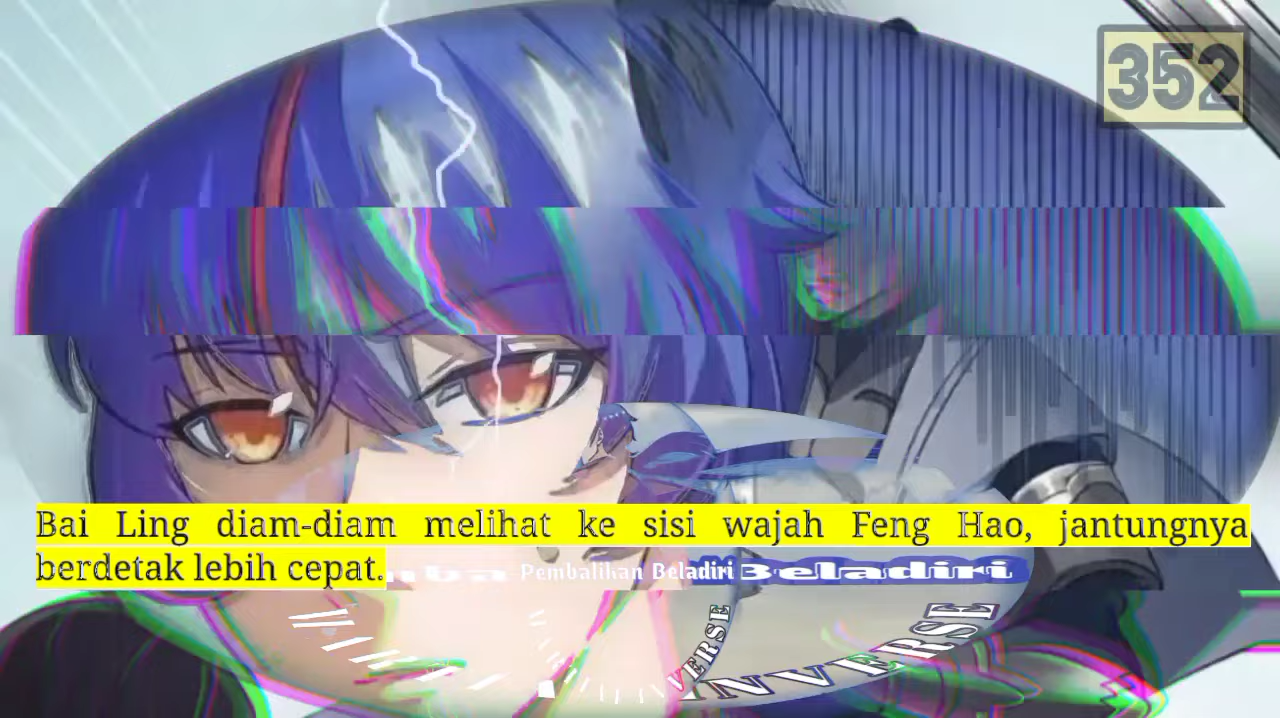 352
Bai Ling diam-diam melihat ke sisi wajah Feng Hao, jantungnya
berdetak lebih cepat.
Pembalikan Beladiri Beladiri
VERSE
INVERSE